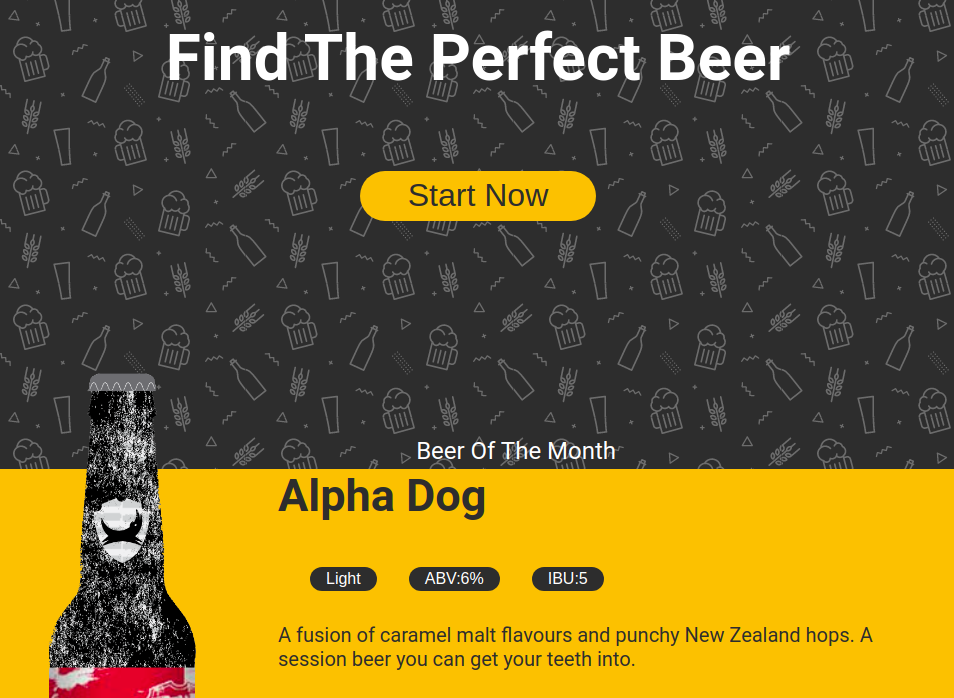 Find The Perfect Beer
Start Now
Beer Of The Month
Alpha Dog
Light
ABV:6%
IBU:5
A fusion of caramel malt flavours and punchy New Zealand hops. A
session beer you can get your teeth into.